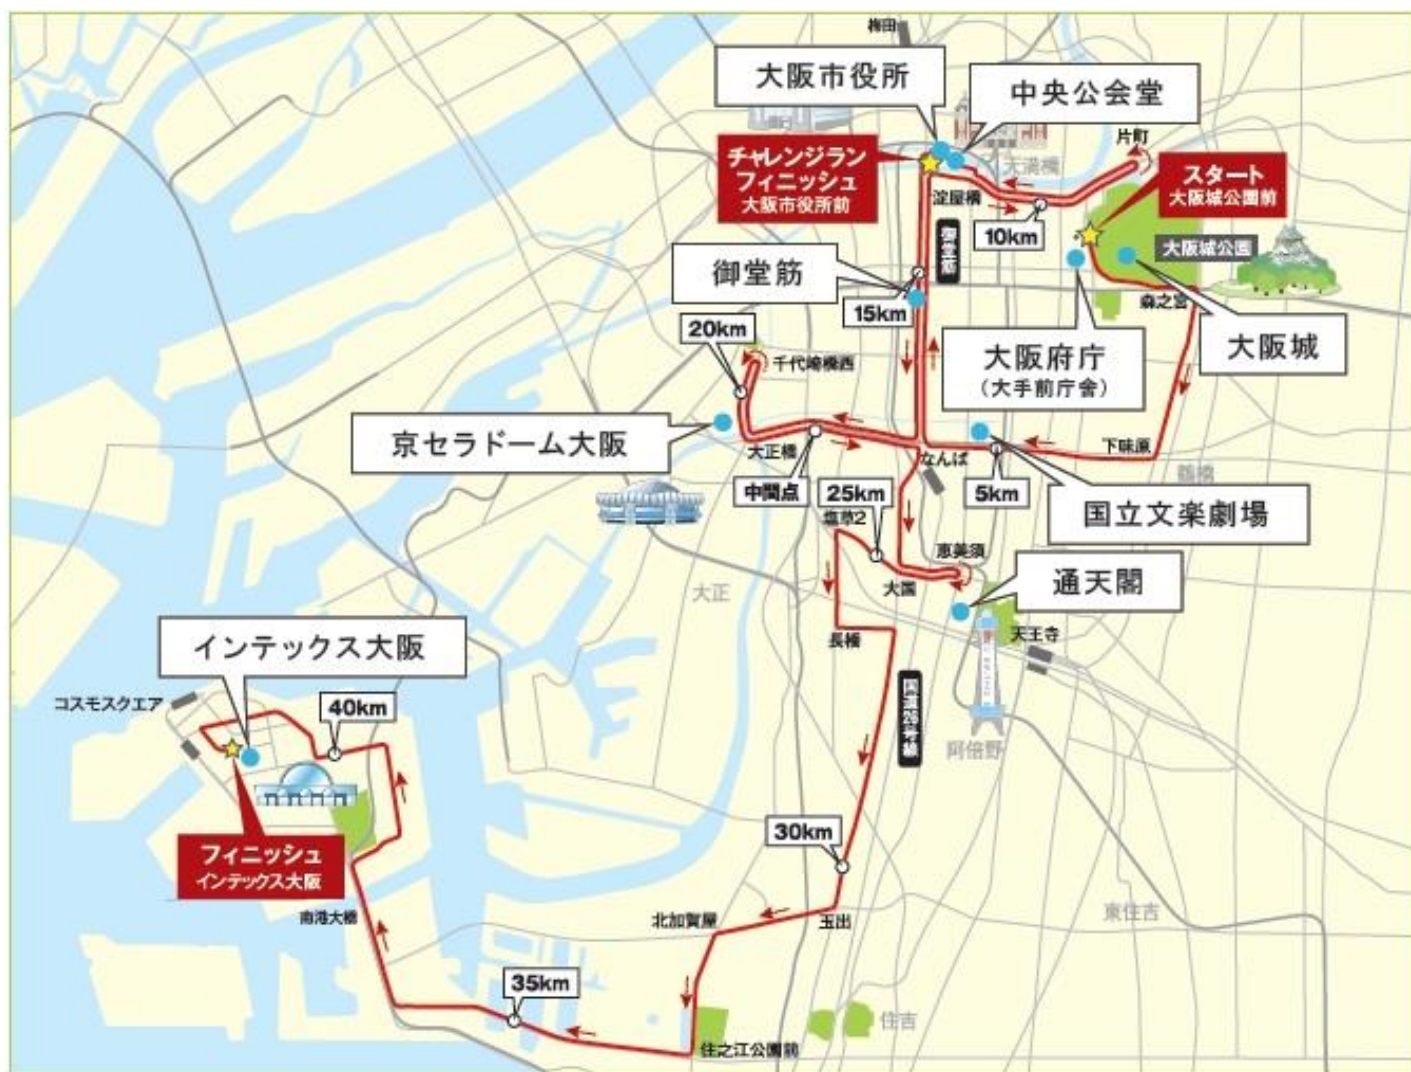 梅田
大阪市役所
中央公会堂
片町
チャレンジラン
フィニッシュ
大阪市役所前
天満橋
スタート
大阪城公園前
淀屋橋
10km
御堂筋
大阪城公園
御堂筋
15km
森之宮
20km
大阪府庁
(大手前庁舎)
大阪城
千代崎橋西
京セラドーム大阪
大正橋
なんば
下味原
鶴橋
中間点
25km
5km
国立文楽劇場
塩草2
恵美須
大国
通天閣
大正
長橋
天王寺
インテックス大阪
国道26号線
コスモスクエア
40km
阿倍野
30km
フィニッシュ
インテックス大阪
南港大橋
北加賀屋
玉出
東住吉
35km
住吉
住之江公園前